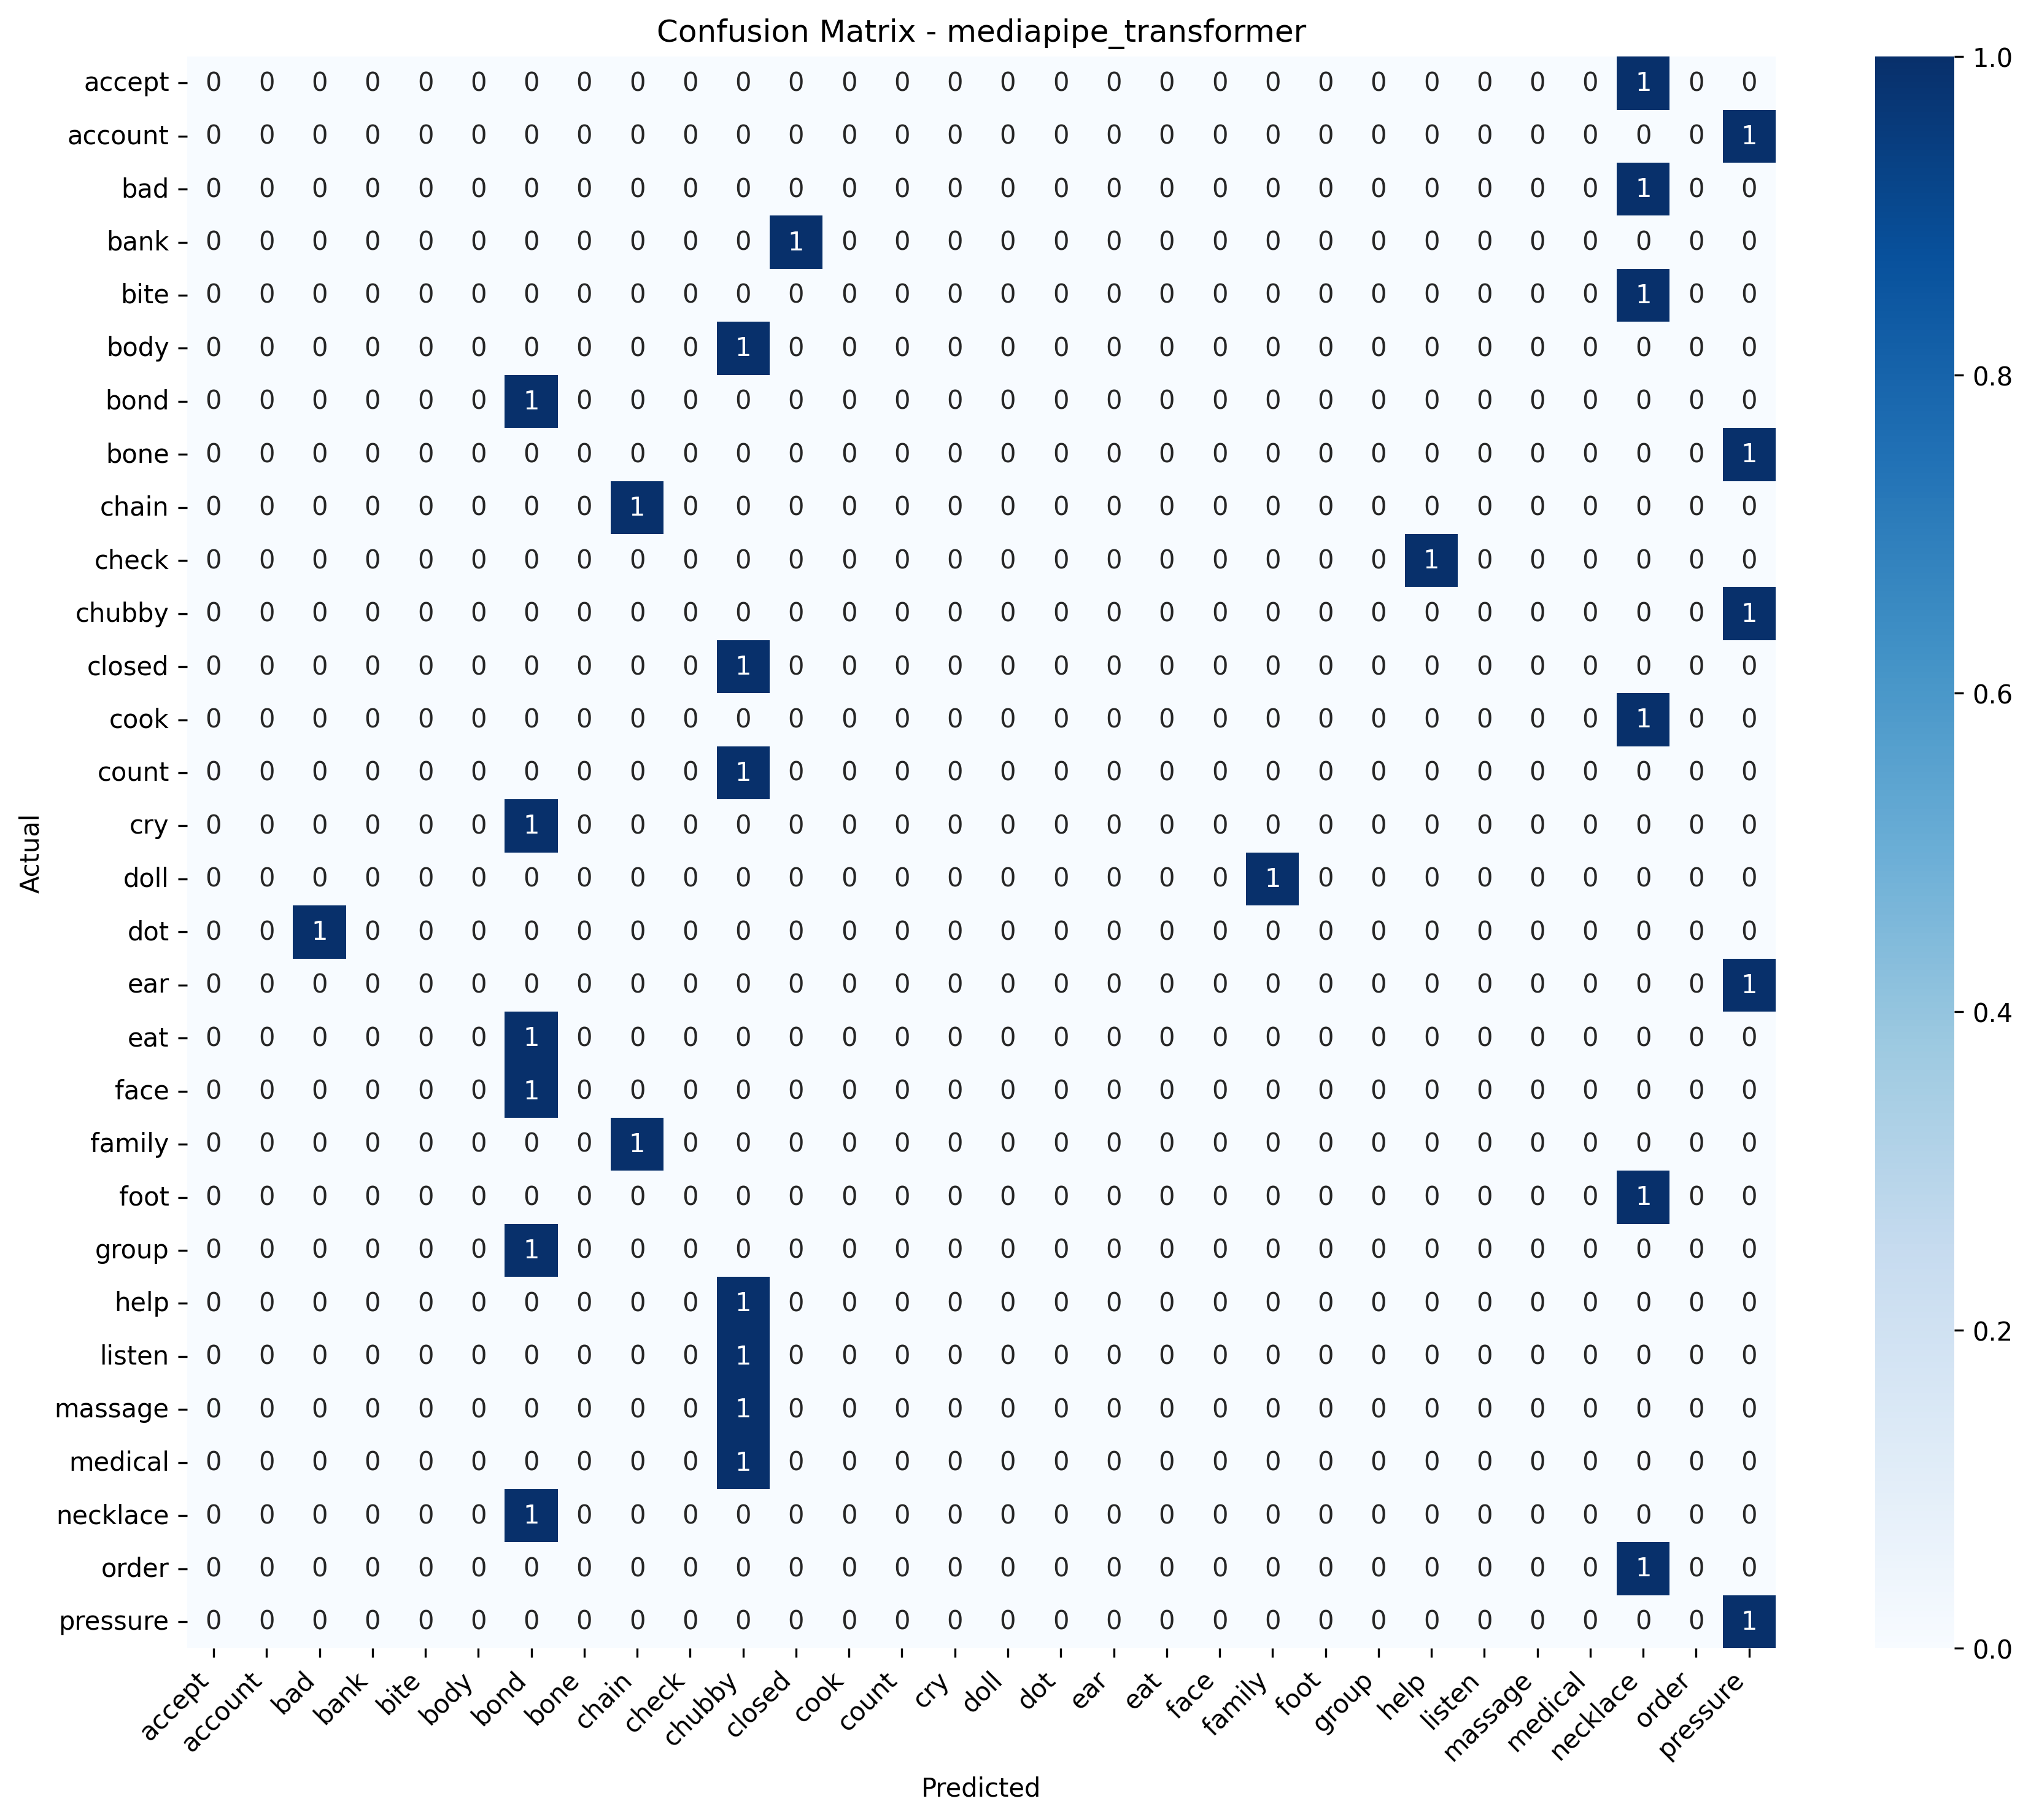 Confusion Matrix - mediapipe_transformer
accept 0 0 0 0 0 0 0 0 0 0 0 0 0 0 0 0 0 0 0 0 0 0 0 0 0 0 0 1 0 0
account 0 0 0 0 0 0 0 0 0 0 0 0 0 0 0 0 0 0 0 0 0 0 0 0 0 0 0 0 0 1
bad 0 0 0 0 0 0 0 0 0 0 0 0 0 0 0 0 0 0 0 0 0 0 0 0 0 0 0 1 0 0
bank 0 0 0 0 0 0 0 0 0 0 0 1 0 0 0 0 0 0 0 0 0 0 0 0 0 0 0 0 0 0
bite 0 0 0 0 0 0 0 0 0 0 0 0 0 0 0 0 0 0 0 0 0 0 0 0 0 0 0 1 0 0
body 0 0 0 0 0 0 0 0 0 0 1 0 0 0 0 0 0 0 0 0 0 0 0 0 0 0 0 0 0 0
bond 0 0 0 0 0 0 1 0 0 0 0 0 0 0 0 0 0 0 0 0 0 0 0 0 0 0 0 0 0 0
bone 0 0 0 0 0 0 0 0 0 0 0 0 0 0 0 0 0 0 0 0 0 0 0 0 0 0 0 0 0 1
chain 0 0 0 0 0 0 0 0 1 0 0 0 0 0 0 0 0 0 0 0 0 0 0 0 0 0 0 0 0 0
check 0 0 0 0 0 0 0 0 0 0 0 0 0 0 0 0 0 0 0 0 0 0 0 1 0 0 0 0 0 0
chubby 0 0 0 0 0 0 0 0 0 0 0 0 0 0 0 0 0 0 0 0 0 0 0 0 0 0 0 0 0 1
closed 0 0 0 0 0 0 0 0 0 0 1 0 0 0 0 0 0 0 0 0 0 0 0 0 0 0 0 0 0 0
cook 0 0 0 0 0 0 0 0 0 0 0 0 0 0 0 0 0 0 0 0 0 0 0 0 0 0 0 1 0 0
count 0 0 0 0 0 0 0 0 0 0 1 0 0 0 0 0 0 0 0 0 0 0 0 0 0 0 0 0 0 0
cry 0 0 0 0 0 0 1 0 0 0 0 0 0 0 0 0 0 0 0 0 0 0 0 0 0 0 0 0 0 0
doll 0 0 0 0 0 0 0 0 0 0 0 0 0 0 0 0 0 0 0 0 1 0 0 0 0 0 0 0 0 0
dot 0 0 1 0 0 0 0 0 0 0 0 0 0 0 0 0 0 0 0 0 0 0 0 0 0 0 0 0 0 0
ear 0 0 0 0 0 0 0 0 0 0 0 0 0 0 0 0 0 0 0 0 0 0 0 0 0 0 0 0 0 1
eat 0 0 0 0 0 0 1 0 0 0 0 0 0 0 0 0 0 0 0 0 0 0 0 0 0 0 0 0 0 0
face 0 0 0 0 0 0 1 0 0 0 0 0 0 0 0 0 0 0 0 0 0 0 0 0 0 0 0 0 0 0
family 0 0 0 0 0 0 0 0 1 0 0 0 0 0 0 0 0 0 0 0 0 0 0 0 0 0 0 0 0 0
foot 0 0 0 0 0 0 0 0 0 0 0 0 0 0 0 0 0 0 0 0 0 0 0 0 0 0 0 1 0 0
group 0 0 0 0 0 0 1 0 0 0 0 0 0 0 0 0 0 0 0 0 0 0 0 0 0 0 0 0 0 0
help 0 0 0 0 0 0 0 0 0 0 1 0 0 0 0 0 0 0 0 0 0 0 0 0 0 0 0 0 0 0
listen 0 0 0 0 0 0 0 0 0 0 1 0 0 0 0 0 0 0 0 0 0 0 0 0 0 0 0 0 0 0
massage 0 0 0 0 0 0 0 0 0 0 1 0 0 0 0 0 0 0 0 0 0 0 0 0 0 0 0 0 0 0
medical 0 0 0 0 0 0 0 0 0 0 1 0 0 0 0 0 0 0 0 0 0 0 0 0 0 0 0 0 0 0
necklace 0 0 0 0 0 0 1 0 0 0 0 0 0 0 0 0 0 0 0 0 0 0 0 0 0 0 0 0 0 0
order 0 0 0 0 0 0 0 0 0 0 0 0 0 0 0 0 0 0 0 0 0 0 0 0 0 0 0 1 0 0
pressure 0 0 0 0 0 0 0 0 0 0 0 0 0 0 0 0 0 0 0 0 0 0 0 0 0 0 0 0 0 1
accept account bad bank bite body bond bone chain check chubby closed cook count cry doll dot ear eat face family foot group help listen massage medical necklace order pressure
Predicted
Actual
1.0
0.8
0.6
0.4
0.2
0.0